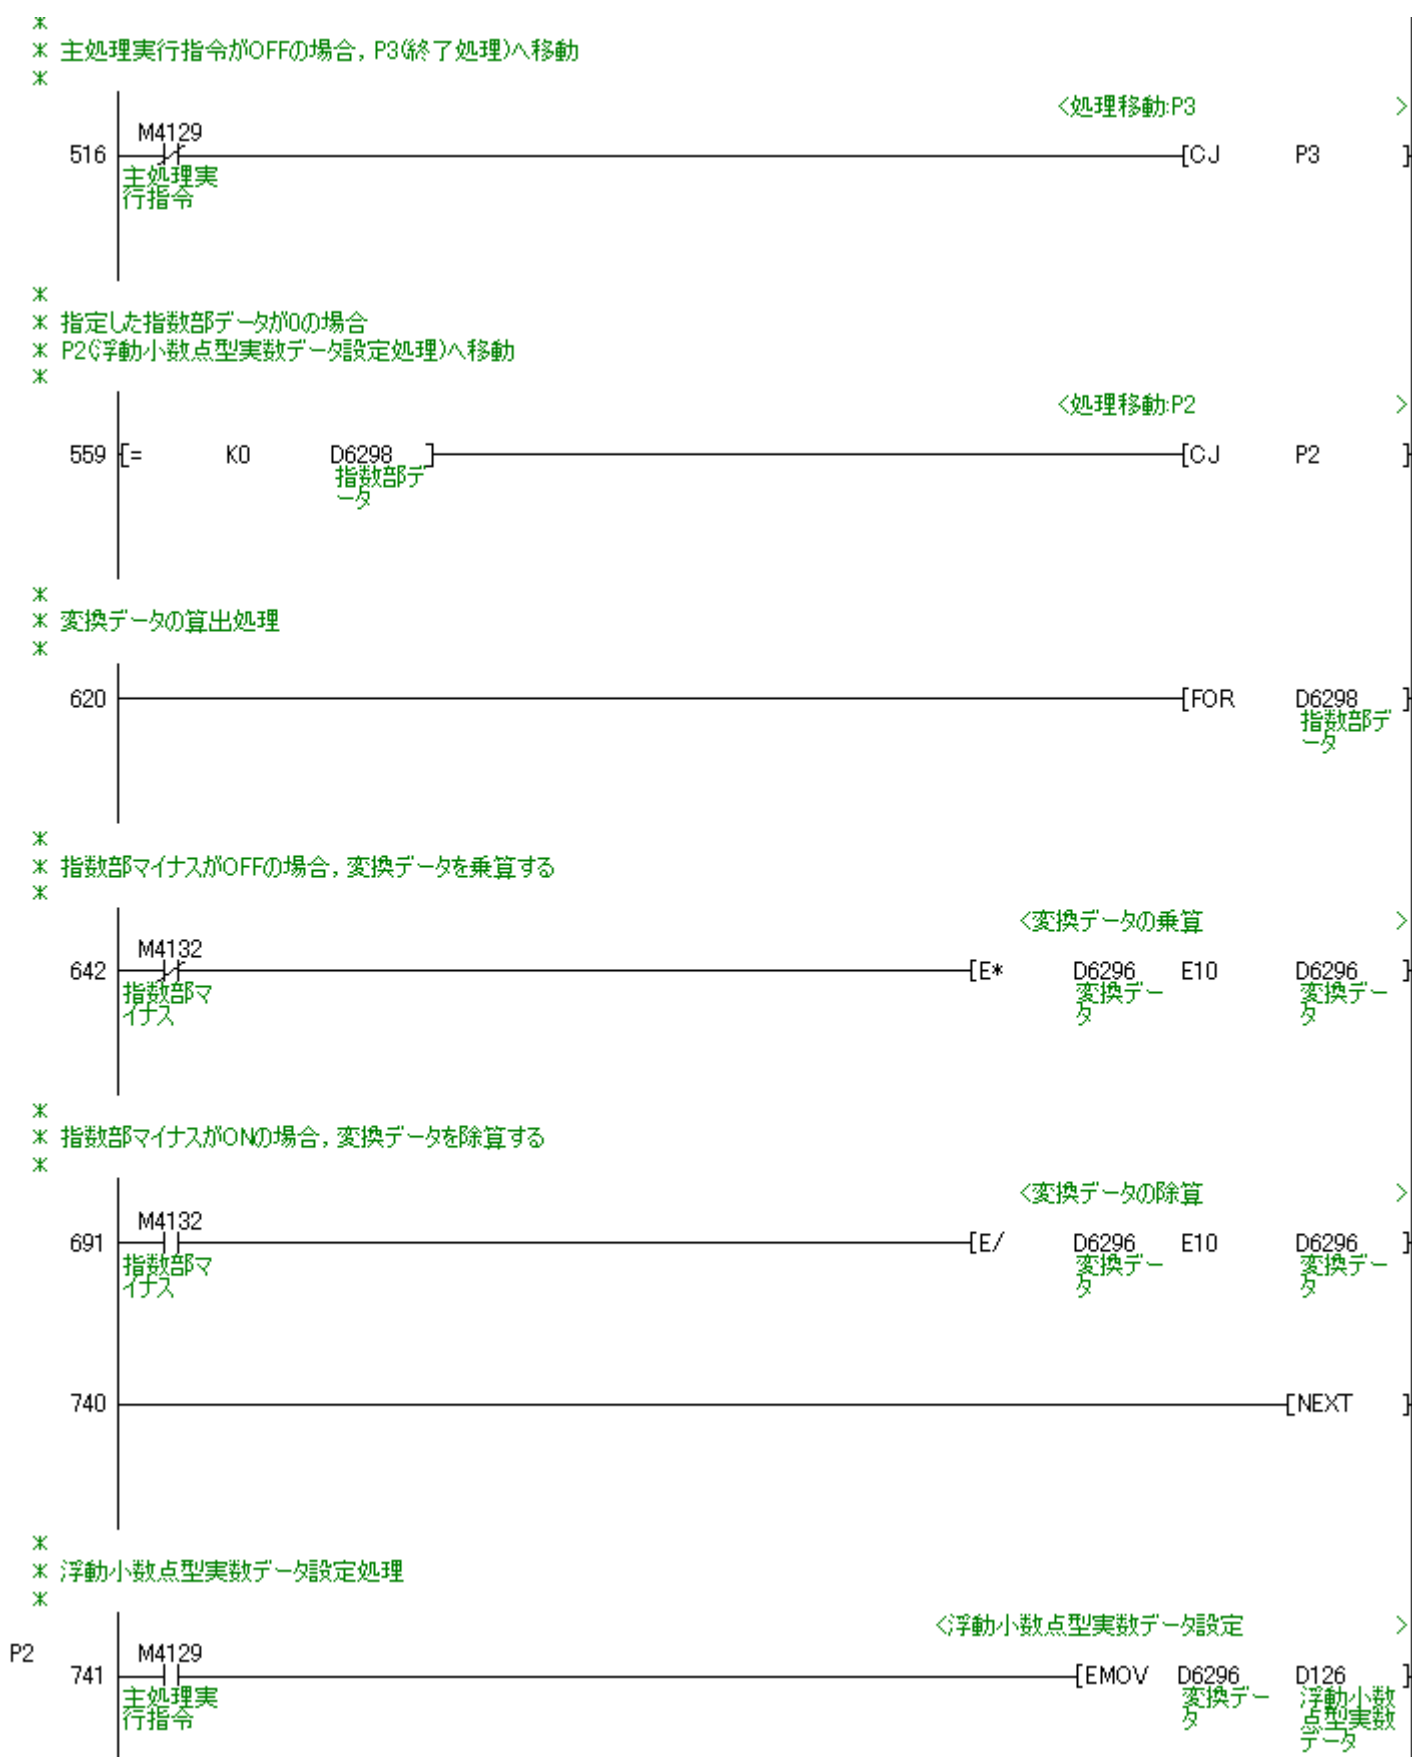 *
* 主処理実行指令がOFFの場合, P3(終了処理)へ移動
*
<処理移動:P3 >
M4129
516 [CJ P3 ]
主処理実
行指令
*
* 指定した指数部データが0の場合
* P2(浮動小数点型実数データ設定処理)へ移動
*
<処理移動:P2 >
559 [= K0 D6298 ] [CJ P2 ]
指数部デ
ータ
*
* 変換データの算出処理
*
620 [FOR D6298 ]
指数部デ
ータ
*
* 指数部マイナスがOFFの場合, 変換データを乗算する
*
<変換データの乗算 >
M4132
642 [E* D6296 E10 D6296 ]
指数部マ 変換デー 変換デー
イナス タ タ
*
* 指数部マイナスがONの場合, 変換データを除算する
*
<変換データの除算 >
M4132
691 [E/ D6296 E10 D6296 ]
指数部マ 変換デー 変換デー
イナス タ タ
740 [NEXT ]
*
* 浮動小数点型実数データ設定処理
*
<浮動小数点型実数データ設定 >
P2 M4129
741 [EMOV D6296 D126 ]
主処理実 変換デー 浮動小数
行指令 タ 点型実数
データ